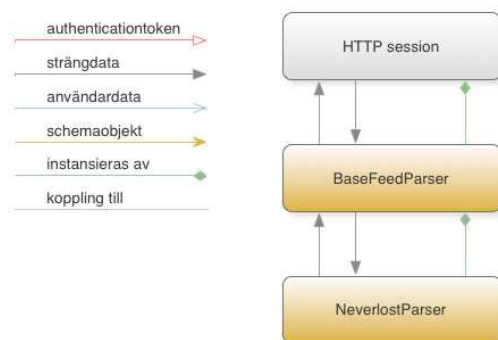 authenticationtoken
strängdata
användardata
schemaobjekt
instansieras av
koppling till
HTTP session
BaseFeedParser
NeverlostParser